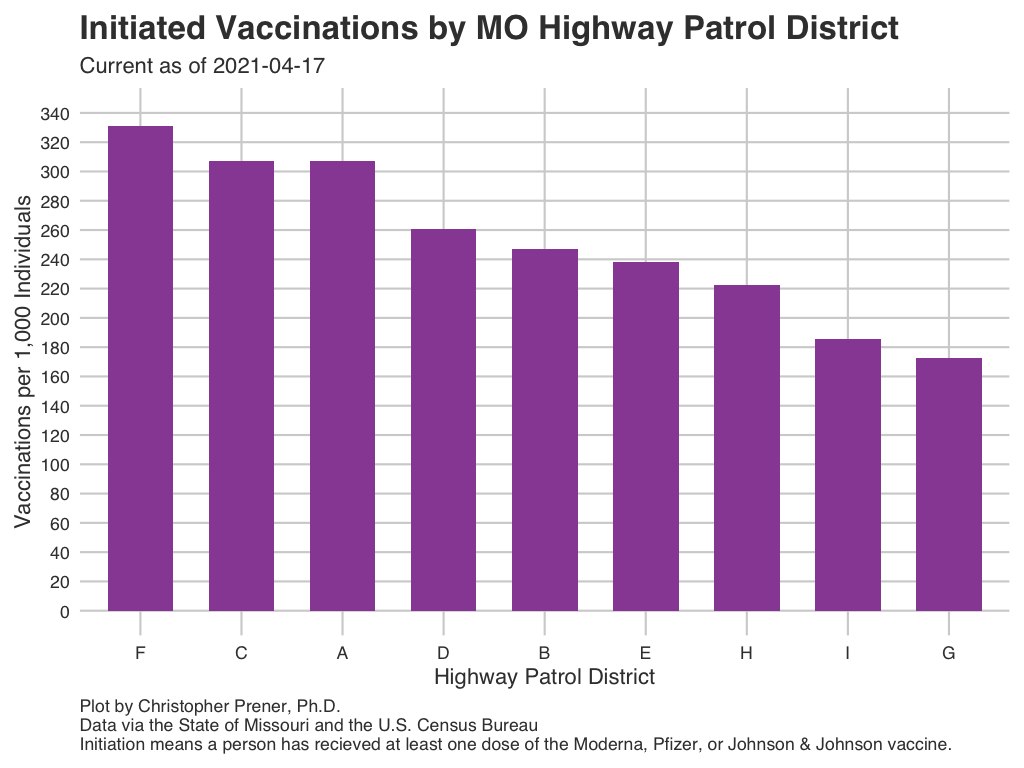 Initiated Vaccinations by MO Highway Patrol District
Current as of 2021-04-17
Vaccinations per 1,000 Individuals
340
320
300
280
260
240
220
200
180
160
140
120
100
80
60
40
20
0
F C A D B E H I G
Highway Patrol District
Plot by Christopher Prener, Ph.D.
Data via the State of Missouri and the U.S. Census Bureau
Initiation means a person has recieved at least one dose of the Moderna, Pfizer, or Johnson & Johnson vaccine.